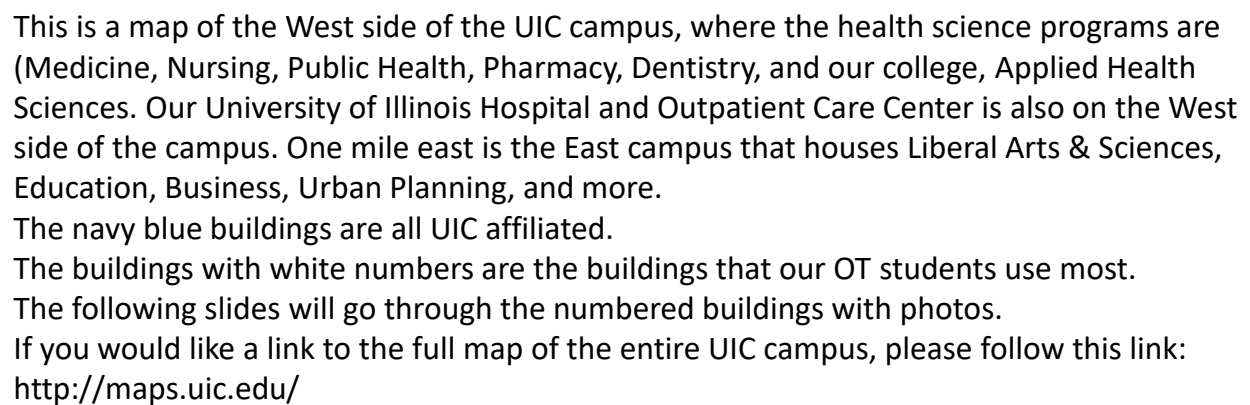 This is a map of the West side of the UIC campus, where the health science programs are
(Medicine, Nursing, Public Health, Pharmacy, Dentistry, and our college, Applied Health
Sciences. Our University of Illinois Hospital and Outpatient Care Center is also on the West
side of the campus. One mile east is the East campus that houses Liberal Arts & Sciences,
Education, Business, Urban Planning, and more.
The navy blue buildings are all UIC affiliated.
The buildings with white numbers are the buildings that our OT students use most.
The following slides will go through the numbered buildings with photos.
If you would like a link to the full map of the entire UIC campus, please follow this link:
http://maps.uic.edu/